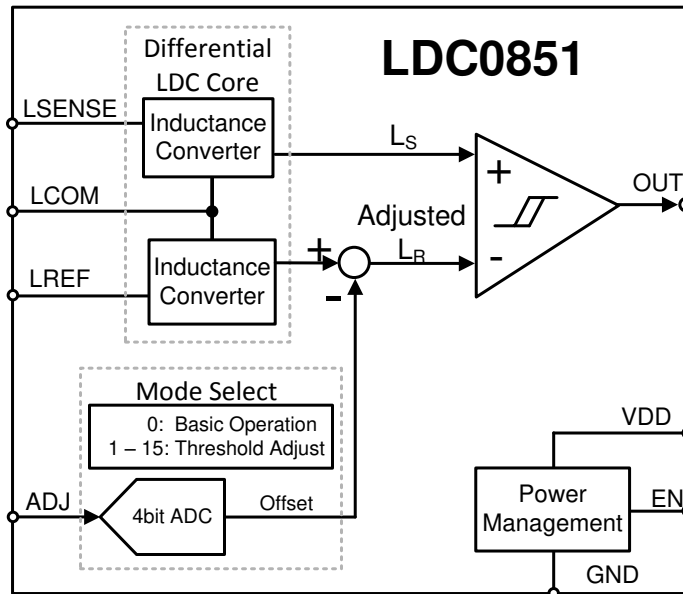 Differential
LDC Core
LDC0851
LSENSE
Inductance
Converter
LS
+
OUT
LCOM
Adjusted
LR
-
LREF
Inductance
Converter
+
-
Mode Select
0: Basic Operation
1 – 15: Threshold Adjust
ADJ
4bit ADC
Offset
VDD
Power
Management
EN
GND